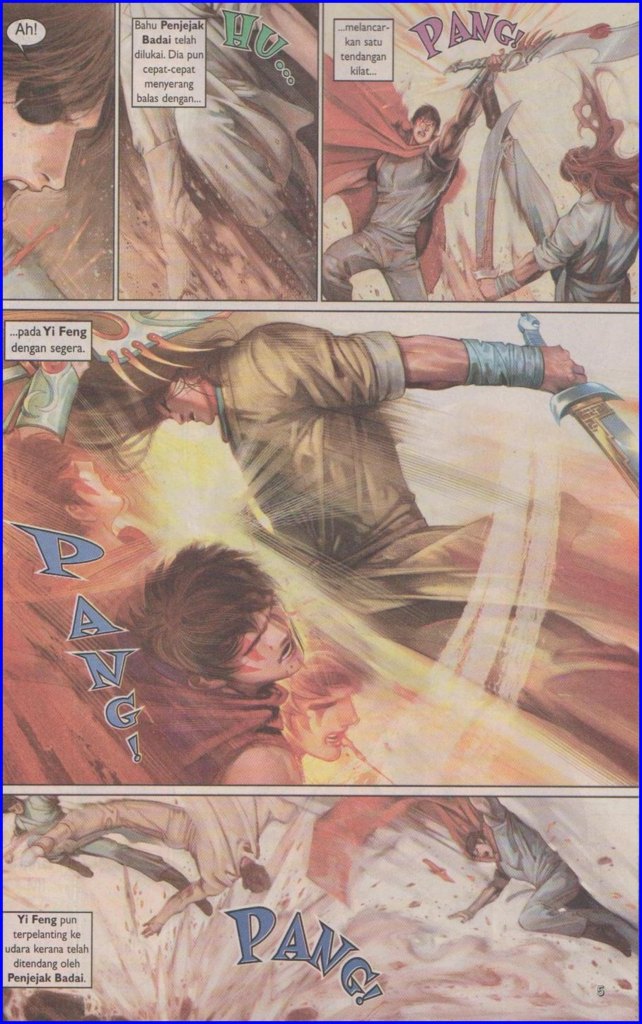 Ah!
Bahu Penjejak
Badai telah
dilukai. Dia pun
cepat-cepat
menyerang
balas dengan...
HU...
...melancar-
kan satu
tendangan
kilat...
PANG!
...pada Yi Feng
dengan segera.
PANG!
Yi Feng pun
terpelanting ke
udara kerana telah
ditendang oleh
Penjejak Badai.
PANG!
5